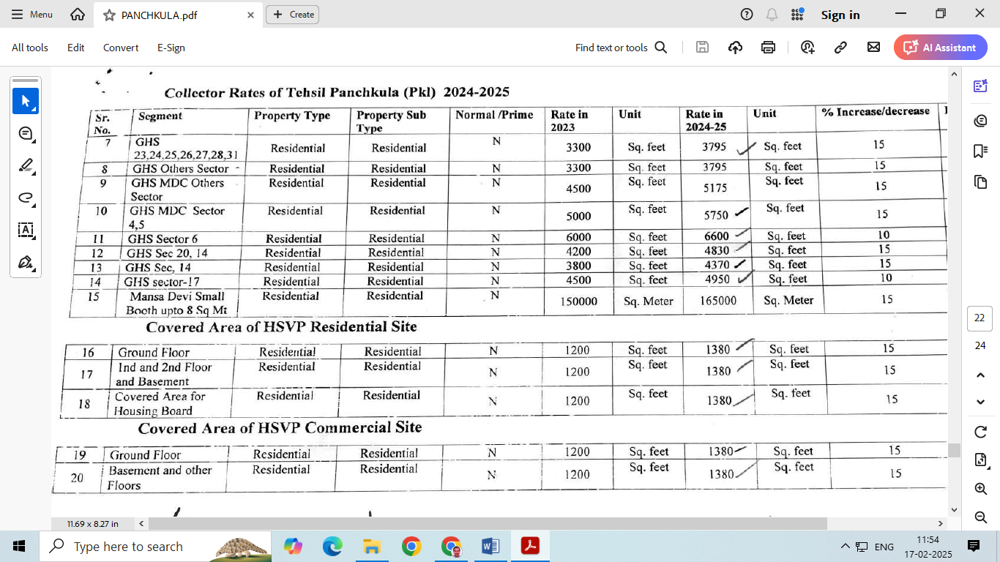 Menu
PANCHKULA.pdf
Create
Sign in
All tools Edit Convert E-Sign
Find text or tools
AI Assistant
Collector Rates of Tehsil Panchkula (Pkl) 2024-2025
Sr. No. Segment Property Type Property Sub Type Normal /Prime Rate in 2023 Unit Rate in 2024-25 Unit % Increase/decrease
7 GHS 23,24,25,26,27,28,31 Residential Residential N 3300 Sq. feet 3795 Sq. feet 15
8 GHS Others Sector Residential Residential N 3300 Sq. feet 3795 Sq. feet 15
9 GHS MDC Others Sector Residential Residential N 4500 Sq. feet 5175 Sq. feet 15
10 GHS MDC Sector 4,5 Residential Residential N 5000 Sq. feet 5750 Sq. feet 15
11 GHS Sector 6 Residential Residential N 6000 Sq. feet 6600 Sq. feet 10
12 GHS Sec 20, 14 Residential Residential N 4200 Sq. feet 4830 Sq. feet 15
13 GHS Sec, 14 Residential Residential N 3800 Sq. feet 4370 Sq. feet 15
14 GHS sector-17 Residential Residential N 4500 Sq. feet 4950 Sq. feet 10
15 Mansa Devi Small Booth upto 8 Sq Mt Residential Residential N 150000 Sq. Meter 165000 Sq. Meter 15
Covered Area of HSVP Residential Site
16 Ground Floor Residential Residential N 1200 Sq. feet 1380 Sq. feet 15
17 Ind and 2nd Floor and Basement Residential Residential N 1200 Sq. feet 1380 Sq. feet 15
18 Covered Area for Housing Board Residential Residential N 1200 Sq. feet 1380 Sq. feet 15
Covered Area of HSVP Commercial Site
19 Ground Floor Residential Residential N 1200 Sq. feet 1380 Sq. feet 15
20 Basement and other Floors Residential Residential N 1200 Sq. feet 1380 Sq. feet 15
22
24
11.69 x 8.27 in
Type here to search
ENG
11:54
17-02-2025